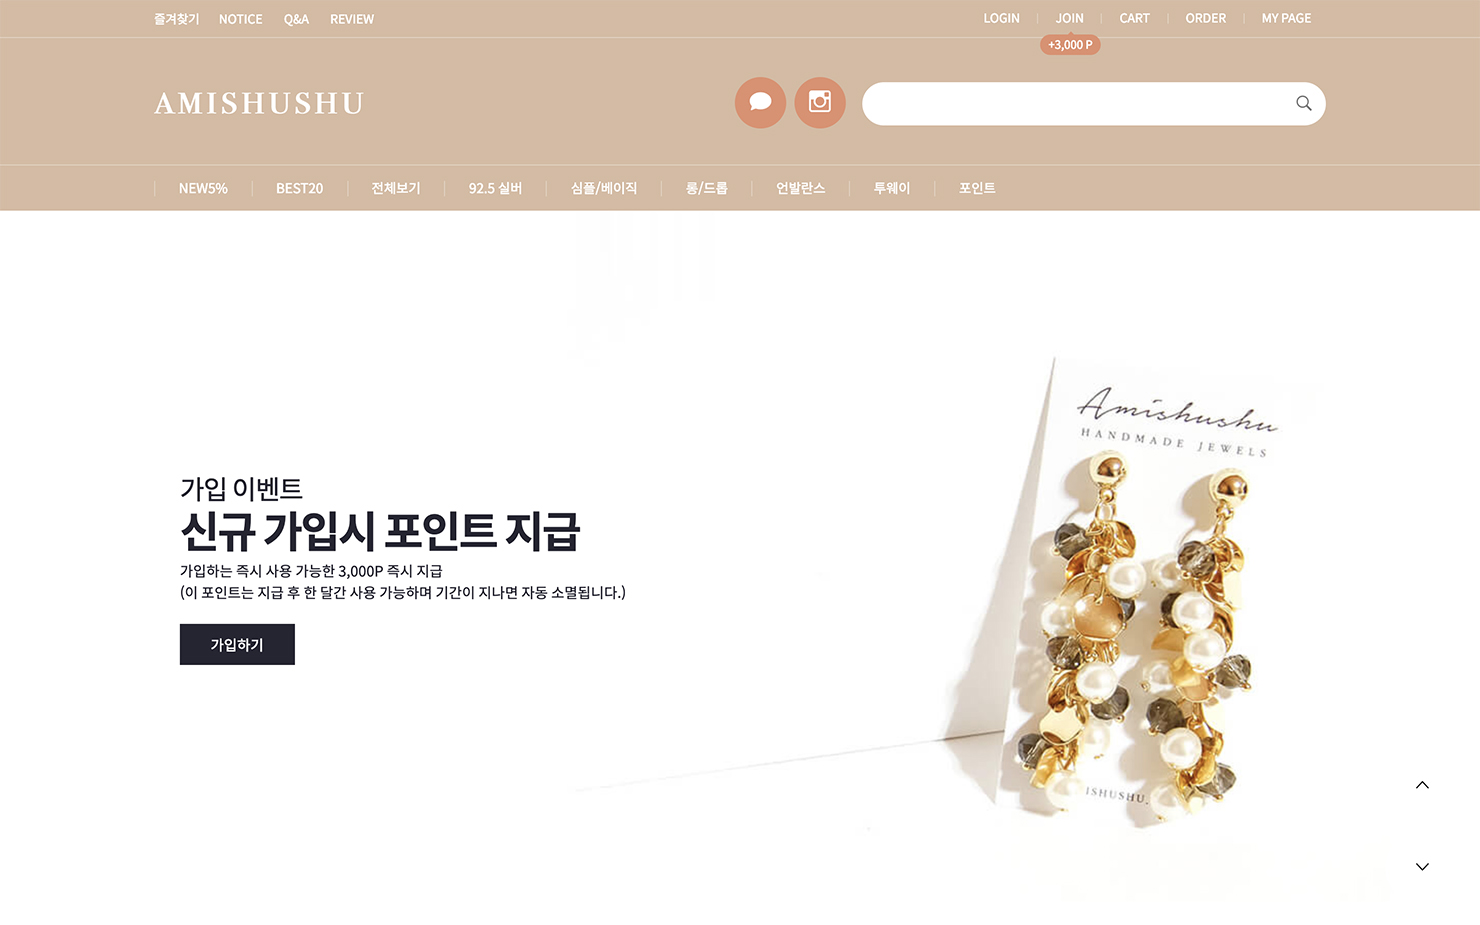 즐겨찾기 NOTICE Q&A REVIEW
LOGIN JOIN CART ORDER MY PAGE
+3,000 P
AMISHUSHU
NEW5% BEST20 전체보기 92.5 실버 심플/베이직 롱/드롭 언발란스 투웨이 포인트
Amishushu
HANDMADE JEWELS
가입 이벤트
신규 가입시 포인트 지급
가입하는 즉시 사용 가능한 3,000P 즉시 지급
(이 포인트는 지급 후 한 달간 사용 가능하며 기간이 지나면 자동 소멸됩니다.)
가입하기
ISHUSHU.